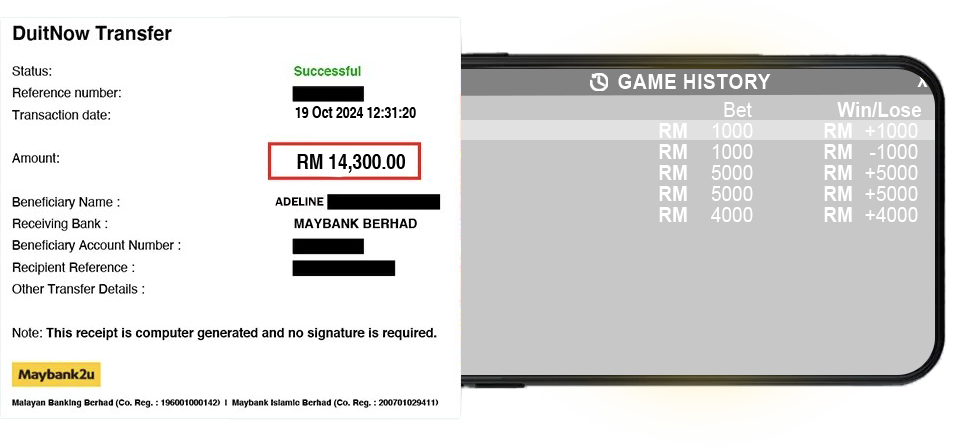 DuitNow Transfer
Status: Successful
Reference number:
Transaction date: 19 Oct 2024 12:31:20
Amount: RM 14,300.00
Beneficiary Name : ADELINE
Receiving Bank : MAYBANK BERHAD
Beneficiary Account Number :
Recipient Reference :
Other Transfer Details :
Note: This receipt is computer generated and no signature is required.
Maybank2u
Malayan Banking Berhad (Co. Reg. : 196001000142) | Maybank Islamic Berhad (Co. Reg. : 200701029411)
GAME HISTORY X
Bet Win/Lose
RM 1000 RM +1000
RM 1000 RM -1000
RM 5000 RM +5000
RM 5000 RM +5000
RM 4000 RM +4000